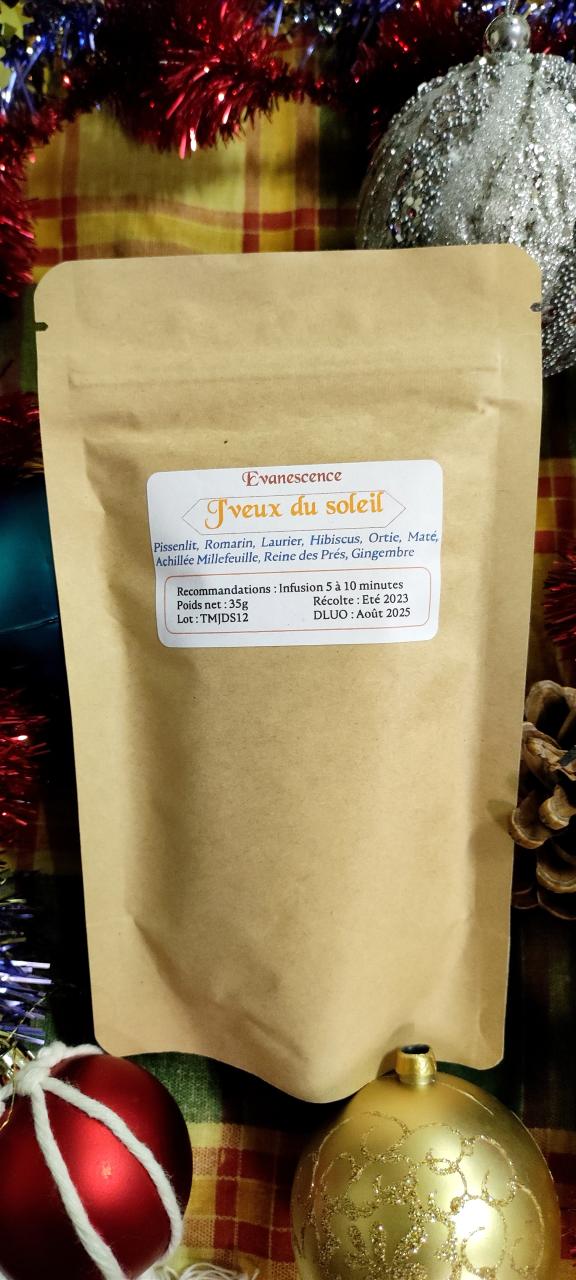 Evanescence
J'veux du soleil
Pissenlit, Romarin, Laurier, Hibiscus, Ortie, Maté,
Achillée Millefeuille, Reine des Prés, Gingembre
Recommandations : Infusion 5 à 10 minutes
Poids net : 35g Récolte : Eté 2023
Lot : TMJDS12 DLUO : Août 2025